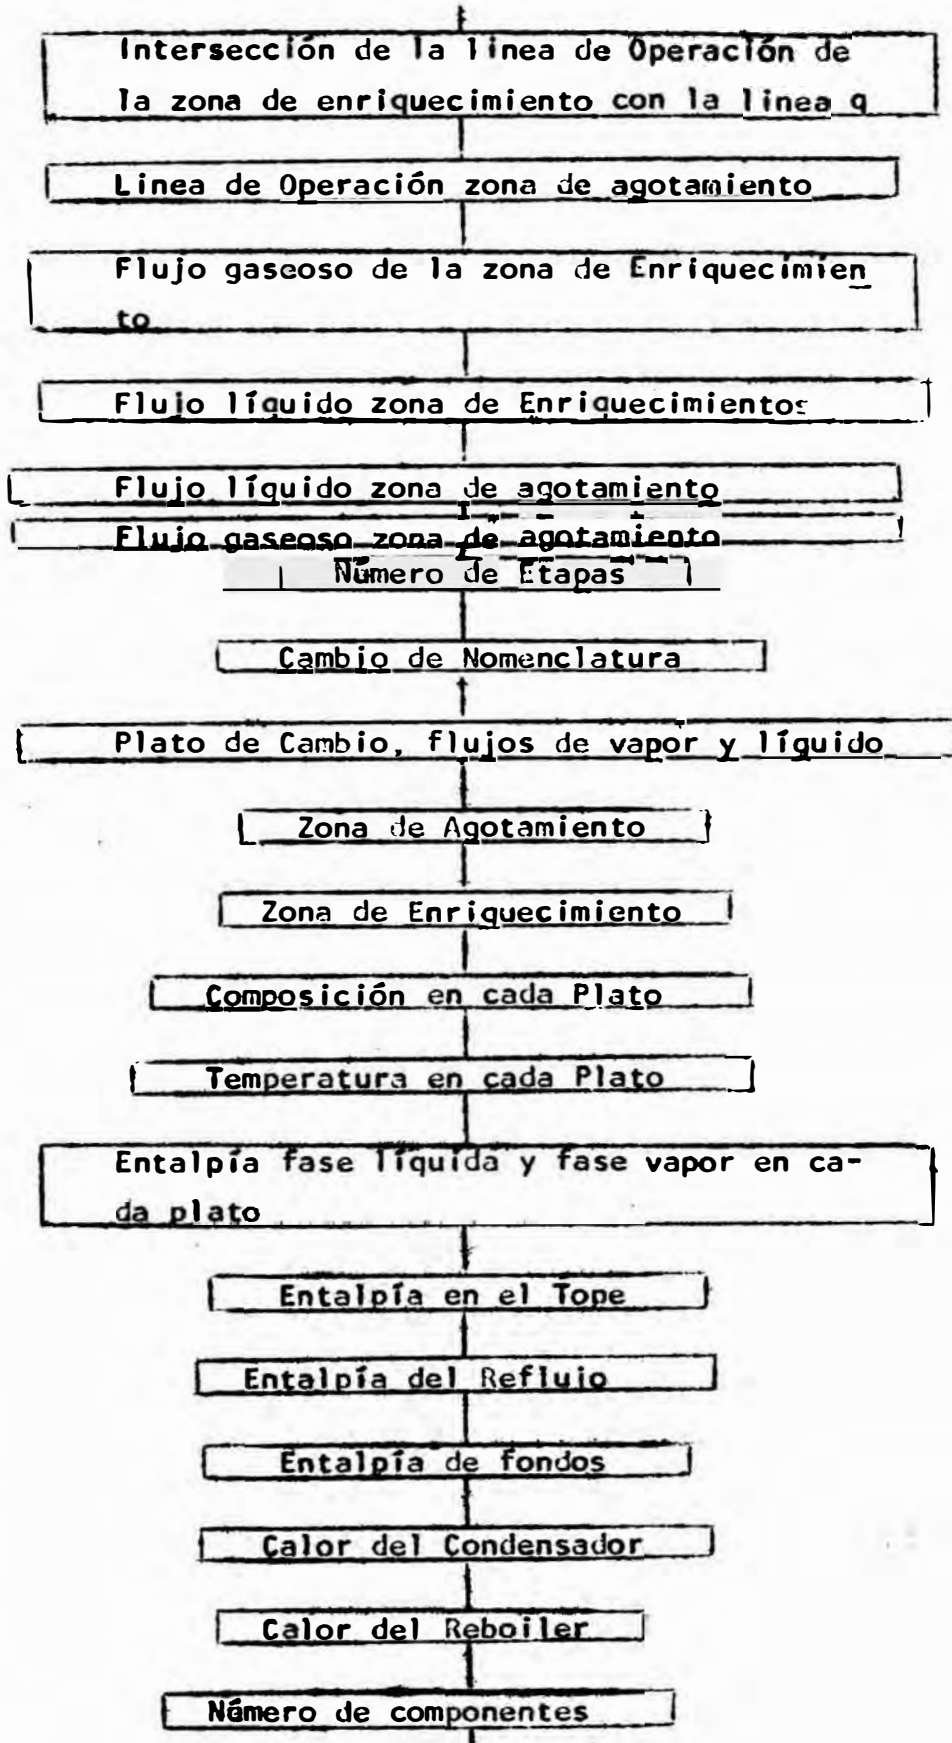 Intersección de la linea de Operación de
la zona de enriquecimiento con la linea q
Linea de Operación zona de agotamiento
Flujo gaseoso de la zona de Enriquecimien
to
Flujo líquido zona de Enriquecimientos
Flujo líquido zona de agotamiento
Flujo gaseoso zona de agotamiento
Número de Etapas
Cambio de Nomenclatura
Plato de Cambio, flujos de vapor y líquido
Zona de Agotamiento
Zona de Enriquecimiento
Composición en cada Plato
Temperatura en cada Plato
Entalpía fase líquida y fase vapor en ca-
da plato
Entalpía en el Tope
Entalpía del Reflujo
Entalpía de fondos
Calor del Condensador
Calor del Reboiler
Número de componentes